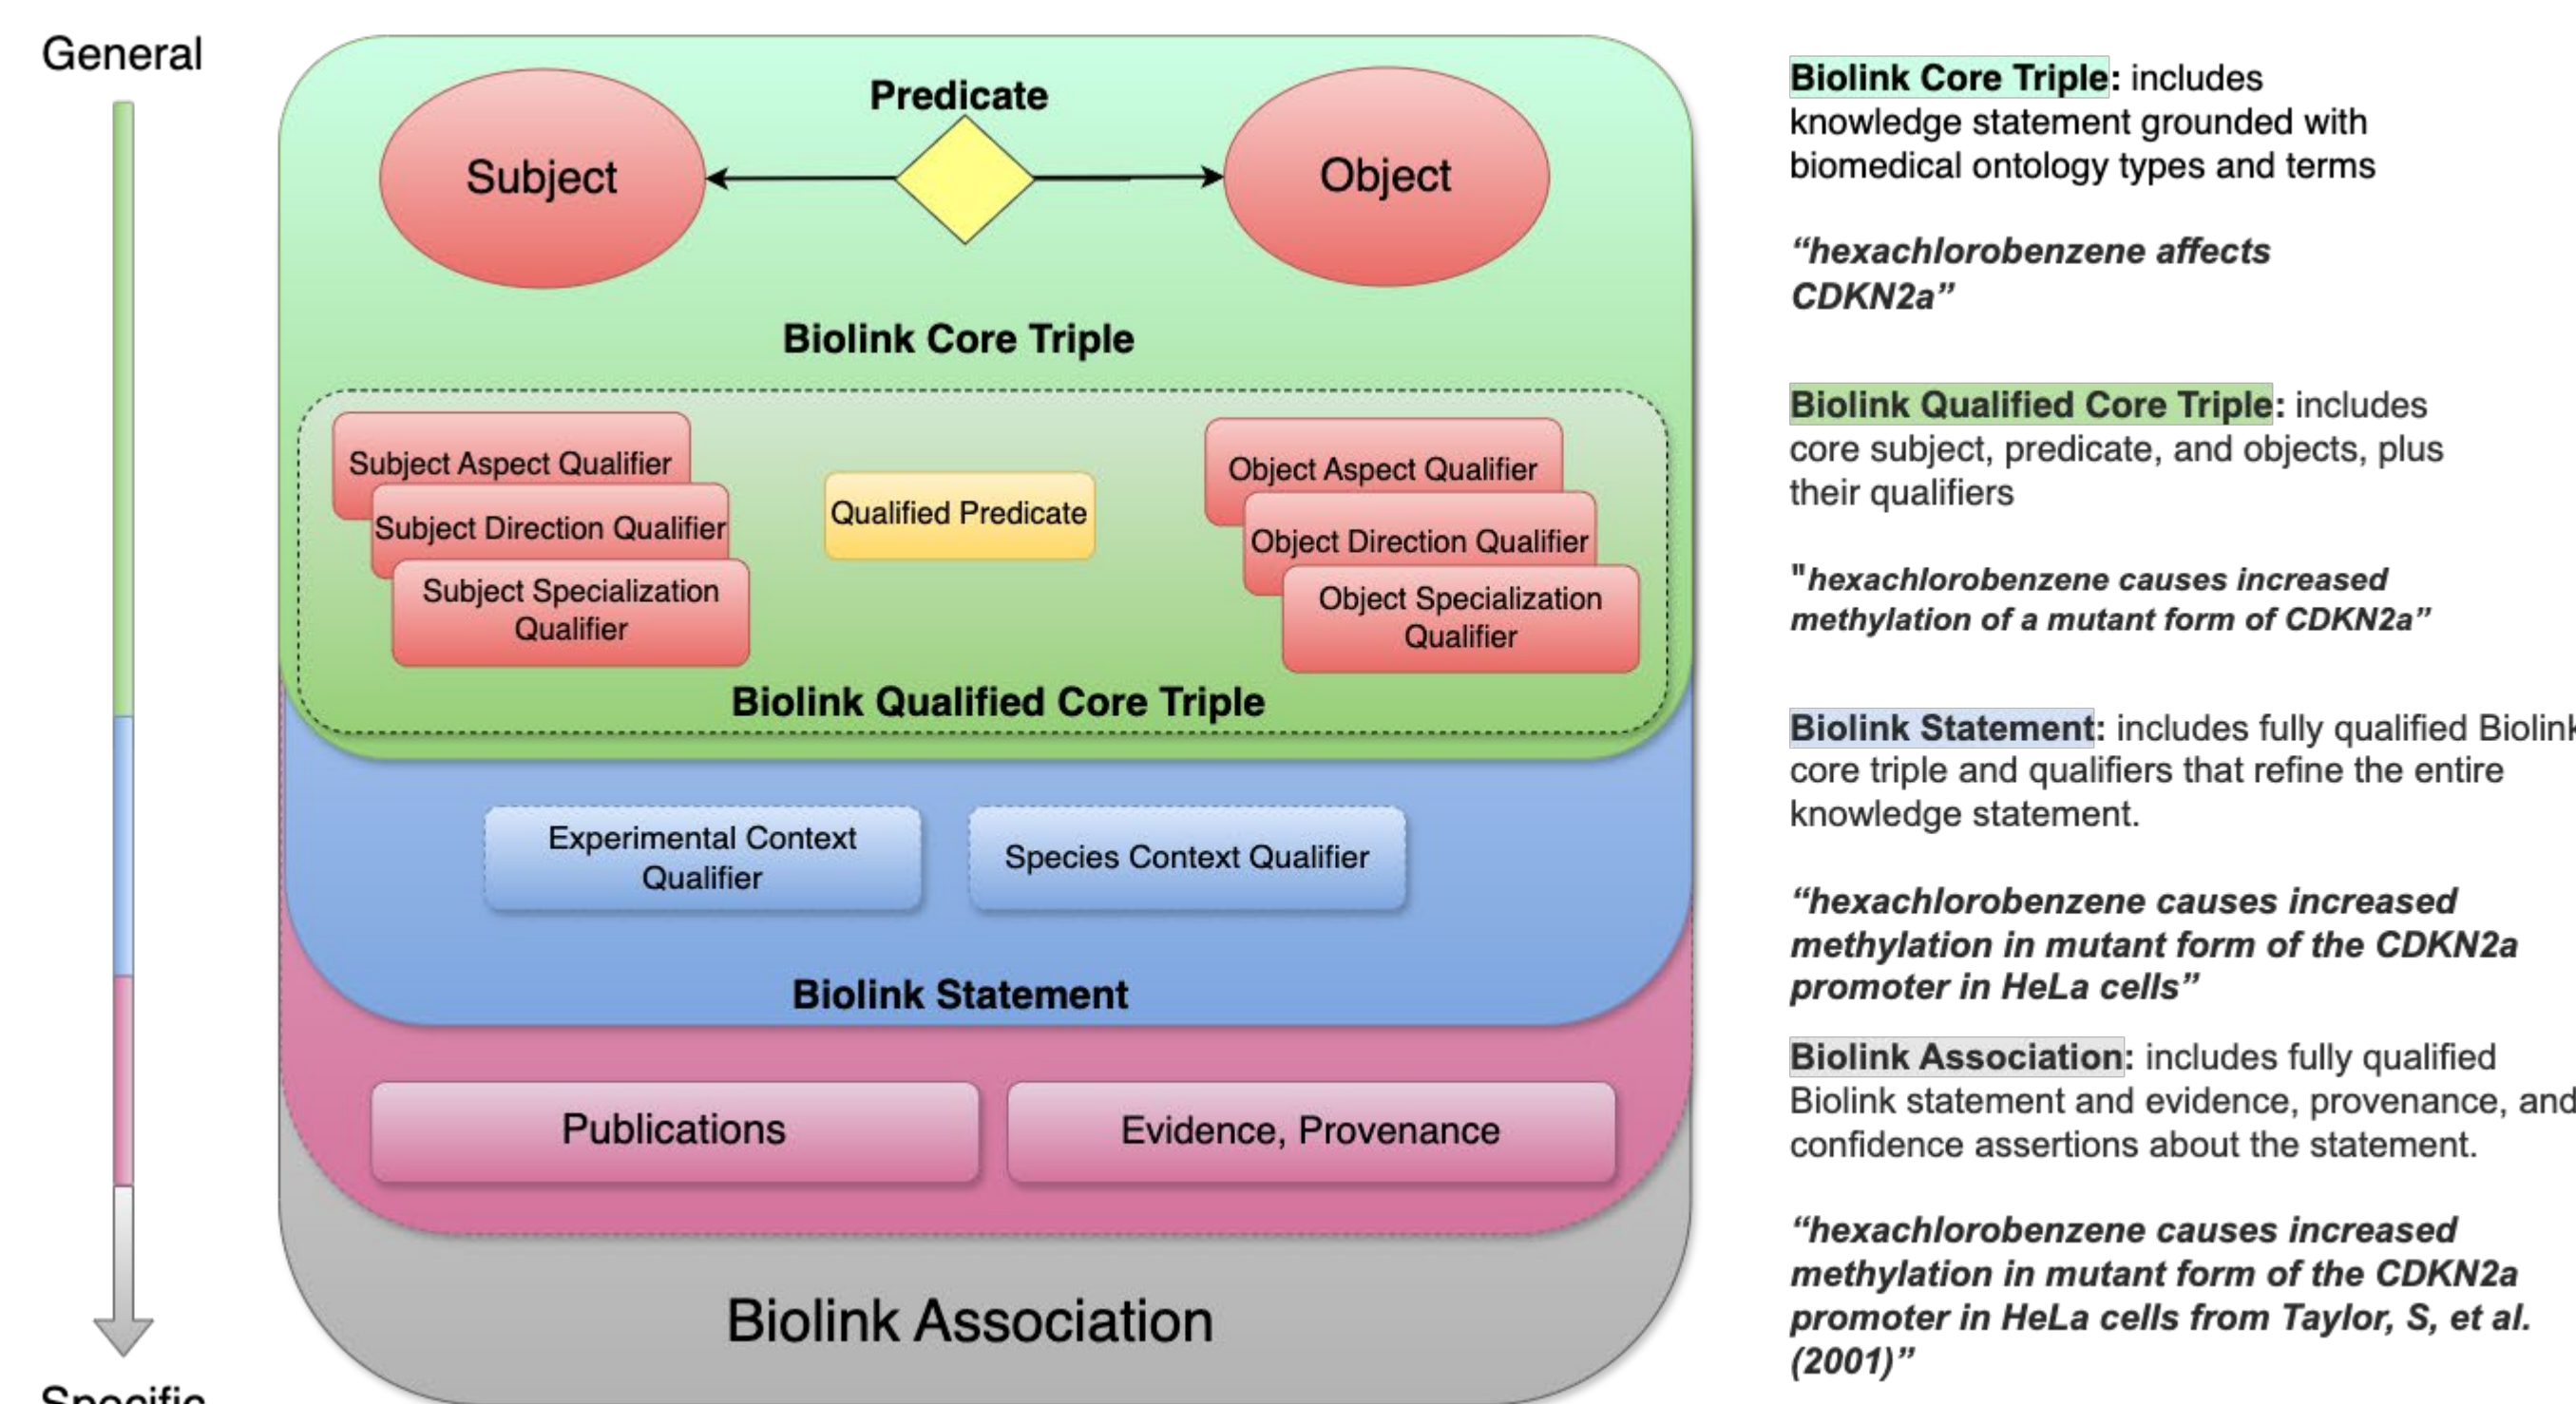 General
Predicate
Subject
Object
Biolink Core Triple
Subject Aspect Qualifier
Subject Direction Qualifier
Subject Specialization
Qualifier
Qualified Predicate
Object Aspect Qualifier
Object Direction Qualifier
Object Specialization
Qualifier
Biolink Qualified Core Triple
Experimental Context
Qualifier
Species Context Qualifier
Biolink Statement
Publications
Evidence, Provenance
Biolink Association
Specific
Biolink Core Triple: includes
knowledge statement grounded with
biomedical ontology types and terms
“hexachlorobenzene affects
CDKN2a”
Biolink Qualified Core Triple: includes
core subject, predicate, and objects, plus
their qualifiers
"hexachlorobenzene causes increased
methylation of a mutant form of CDKN2a”
Biolink Statement: includes fully qualified Biolink
core triple and qualifiers that refine the entire
knowledge statement.
“hexachlorobenzene causes increased
methylation in mutant form of the CDKN2a
promoter in HeLa cells”
Biolink Association: includes fully qualified
Biolink statement and evidence, provenance, and
confidence assertions about the statement.
“hexachlorobenzene causes increased
methylation in mutant form of the CDKN2a
promoter in HeLa cells from Taylor, S, et al.
(2001)”